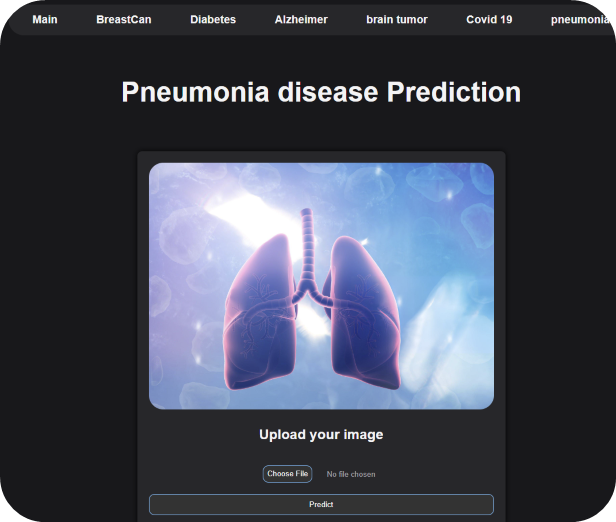 Main BreastCan Diabetes Alzheimer brain tumor Covid 19 pneumonia
Pneumonia disease Prediction
Upload your image
Choose File No file chosen
Predict